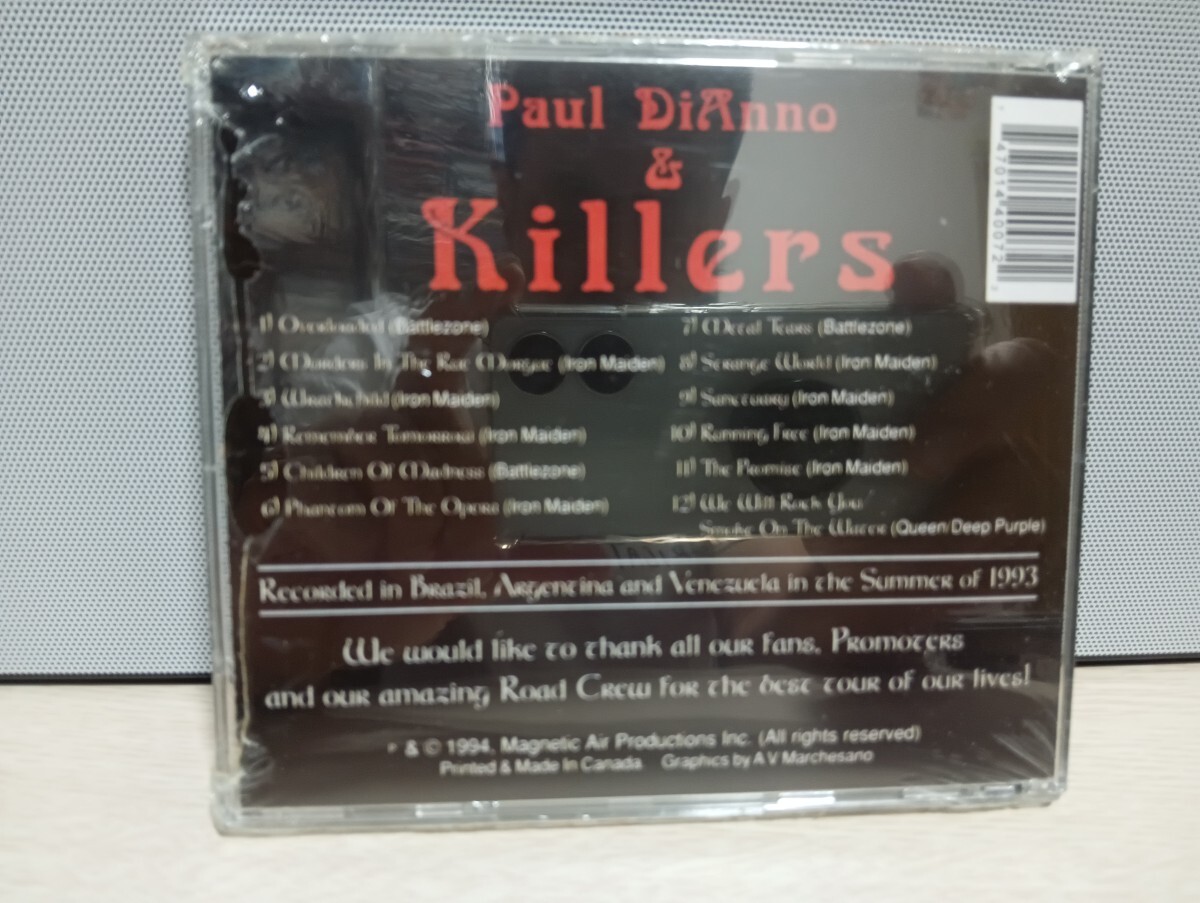 Paul DiAnno
&
Killers
7 47014 40072 2
1) Overloaded (Battlezone)
2) Murders In The Rue Morgue (Iron Maiden)
3) Wrathchild (Iron Maiden)
4) Remember Tomorrow (Iron Maiden)
5) Children Of Madness (Battlezone)
6) Phantom Of The Opera (Iron Maiden)
7) Metal Tears (Battlezone)
8) Strange World (Iron Maiden)
9) Sanctuary (Iron Maiden)
10) Running Free (Iron Maiden)
11) The Promise (Iron Maiden)
12) We Will Rock You
Smoke On The Water (Queen Deep Purple)
Recorded in Brazil, Argentina and Venezuela in the Summer of 1993
We would like to thank all our fans, Promoters
and our amazing Road Crew for the best tour of our lives!
℗ & © 1994, Magnetic Air Productions Inc. (All rights reserved)
Printed & Made In Canada Graphics by A V Marchesano